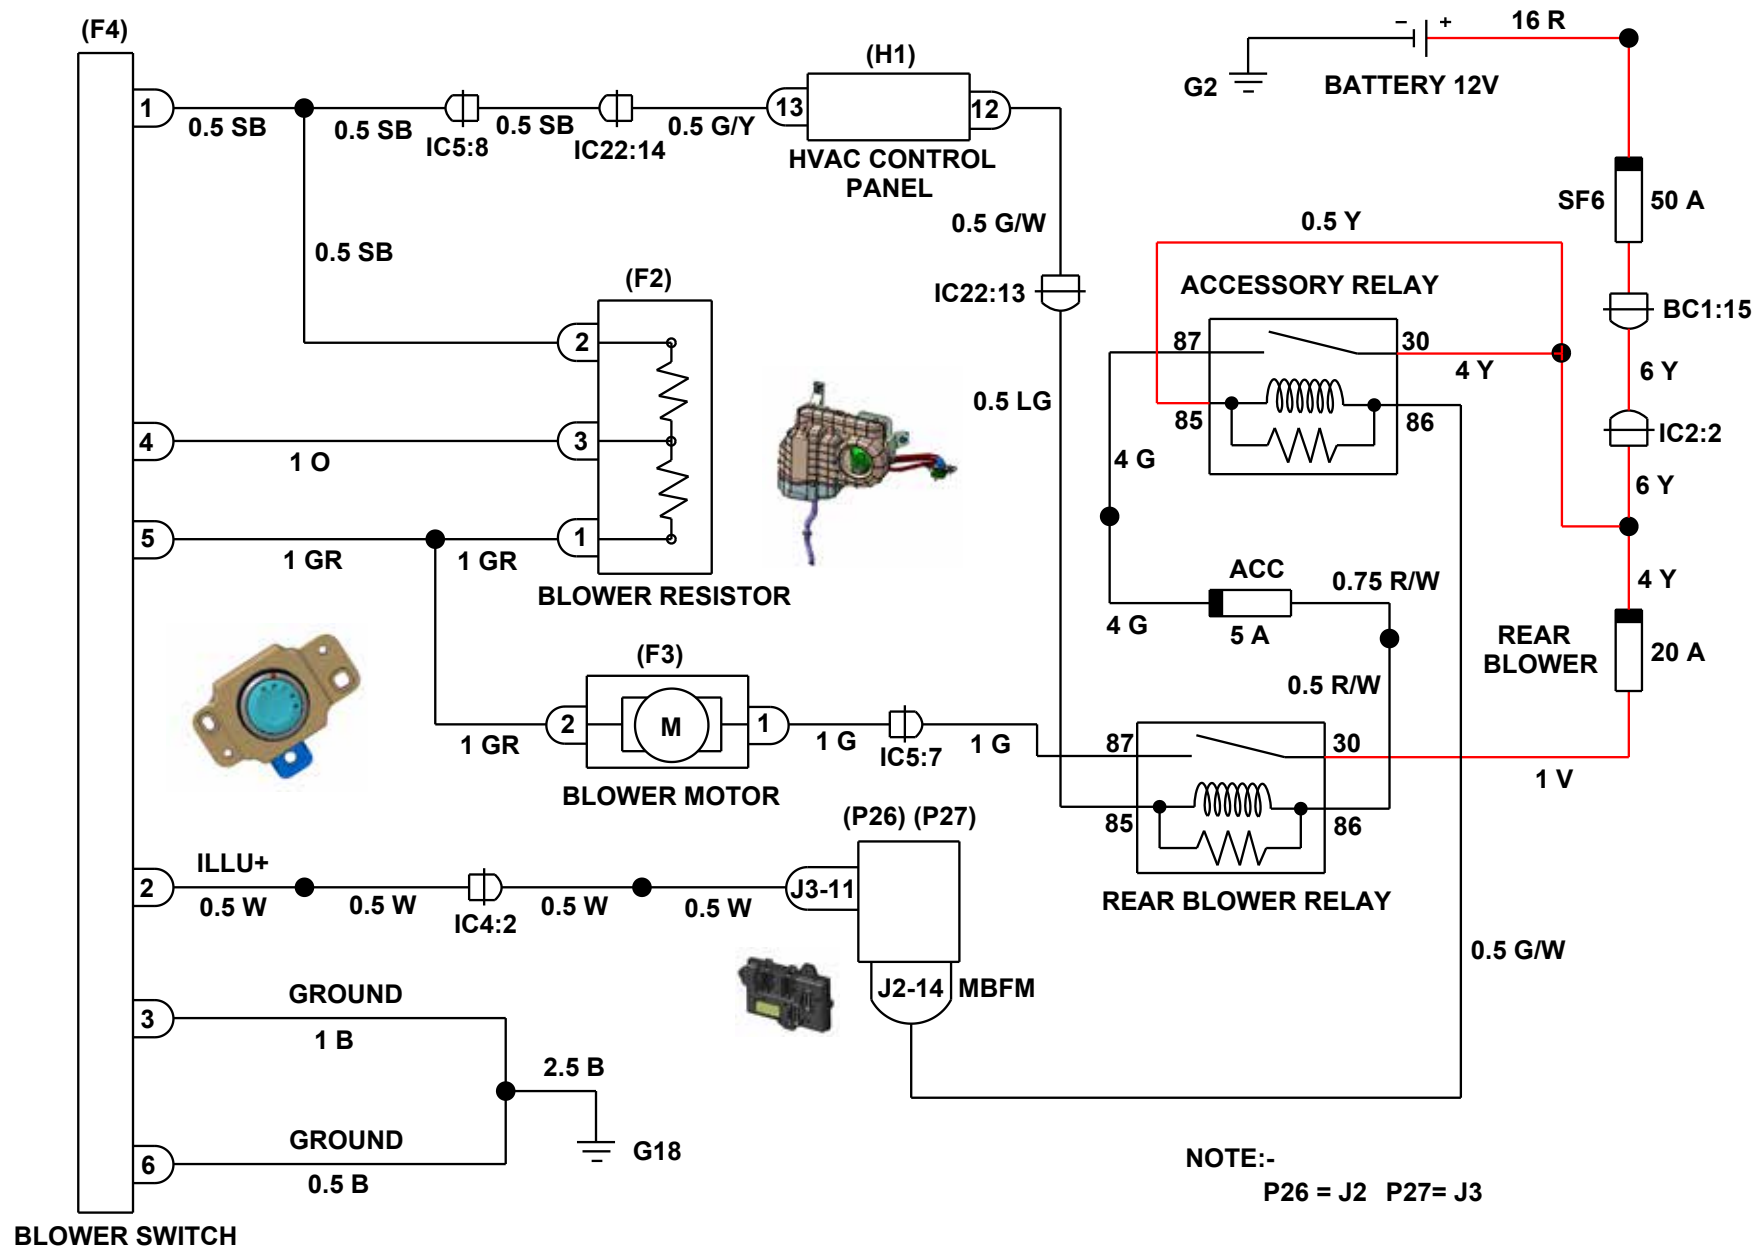 (F4)
− +
16 R
G2
BATTERY 12V
1
0.5 SB
0.5 SB
IC5:8
0.5 SB
IC22:14
0.5 G/Y
(H1)
13
12
HVAC CONTROL
PANEL
SF6
50 A
0.5 SB
0.5 G/W
0.5 Y
IC22:13
ACCESSORY RELAY
BC1:15
(F2)
2
87
30
4 Y
6 Y
0.5 LG
85
86
IC2:2
4
1 O
3
4 G
6 Y
5
1 GR
1 GR
1
BLOWER RESISTOR
ACC
0.75 R/W
4 Y
4 G
5 A
REAR
BLOWER
20 A
(F3)
0.5 R/W
2
M
1
1 GR
1 G
IC5:7
1 G
87
30
1 V
BLOWER MOTOR
(P26) (P27)
85
86
2
ILLU+
0.5 W
0.5 W
IC4:2
0.5 W
0.5 W
J3-11
REAR BLOWER RELAY
0.5 G/W
J2-14
MBFM
GROUND
3
1 B
2.5 B
GROUND
6
0.5 B
G18
NOTE:-
P26 = J2 P27= J3
BLOWER SWITCH